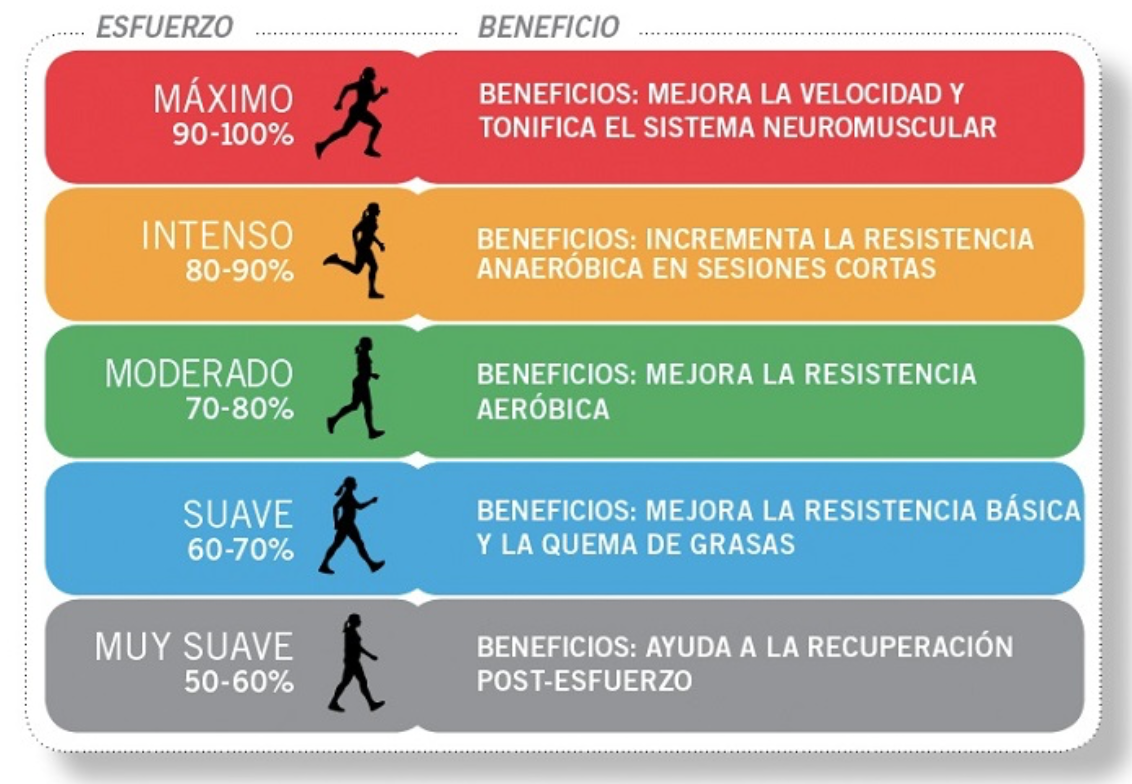 ESFUERZO
BENEFICIO
MÁXIMO
90-100%
BENEFICIOS: MEJORA LA VELOCIDAD Y
TONIFICA EL SISTEMA NEUROMUSCULAR
INTENSO
80-90%
BENEFICIOS: INCREMENTA LA RESISTENCIA
ANAERÓBICA EN SESIONES CORTAS
MODERADO
70-80%
BENEFICIOS: MEJORA LA RESISTENCIA
AERÓBICA
SUAVE
60-70%
BENEFICIOS: MEJORA LA RESISTENCIA BÁSICA
Y LA QUEMA DE GRASAS
MUY SUAVE
50-60%
BENEFICIOS: AYUDA A LA RECUPERACIÓN
POST-ESFUERZO